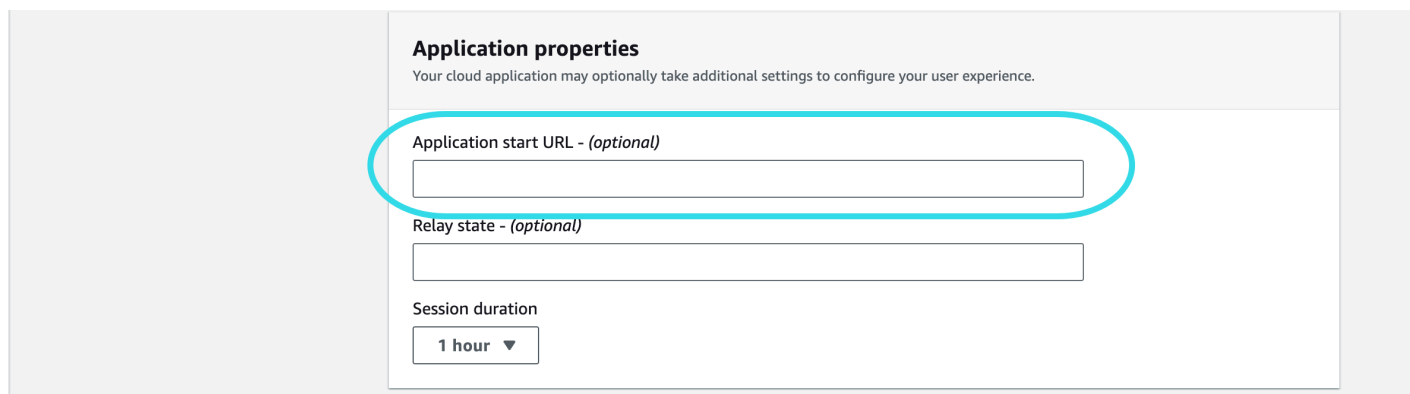 Application properties
Your cloud application may optionally take additional settings to configure your user experience.
Application start URL - (optional)
Relay state - (optional)
Session duration
1 hour